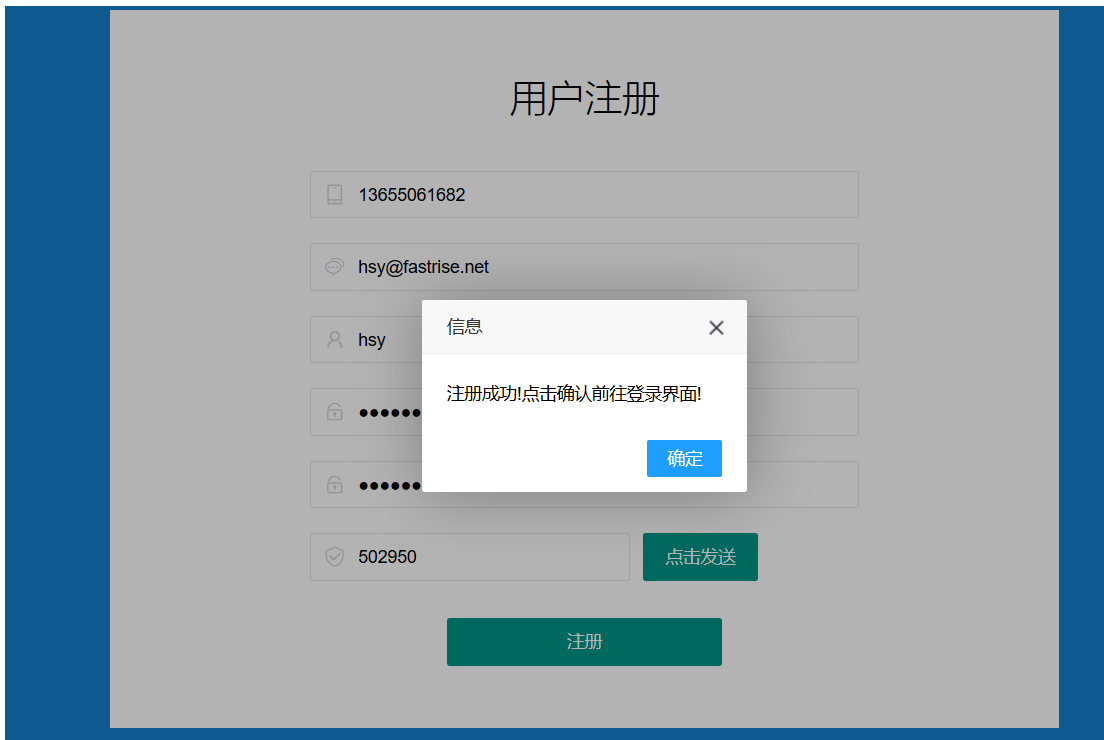 用户注册
13655061682
hsy@fastrise.net
hsy
信息
注册成功!点击确认前往登录界面!
确定
502950
点击发送
注册